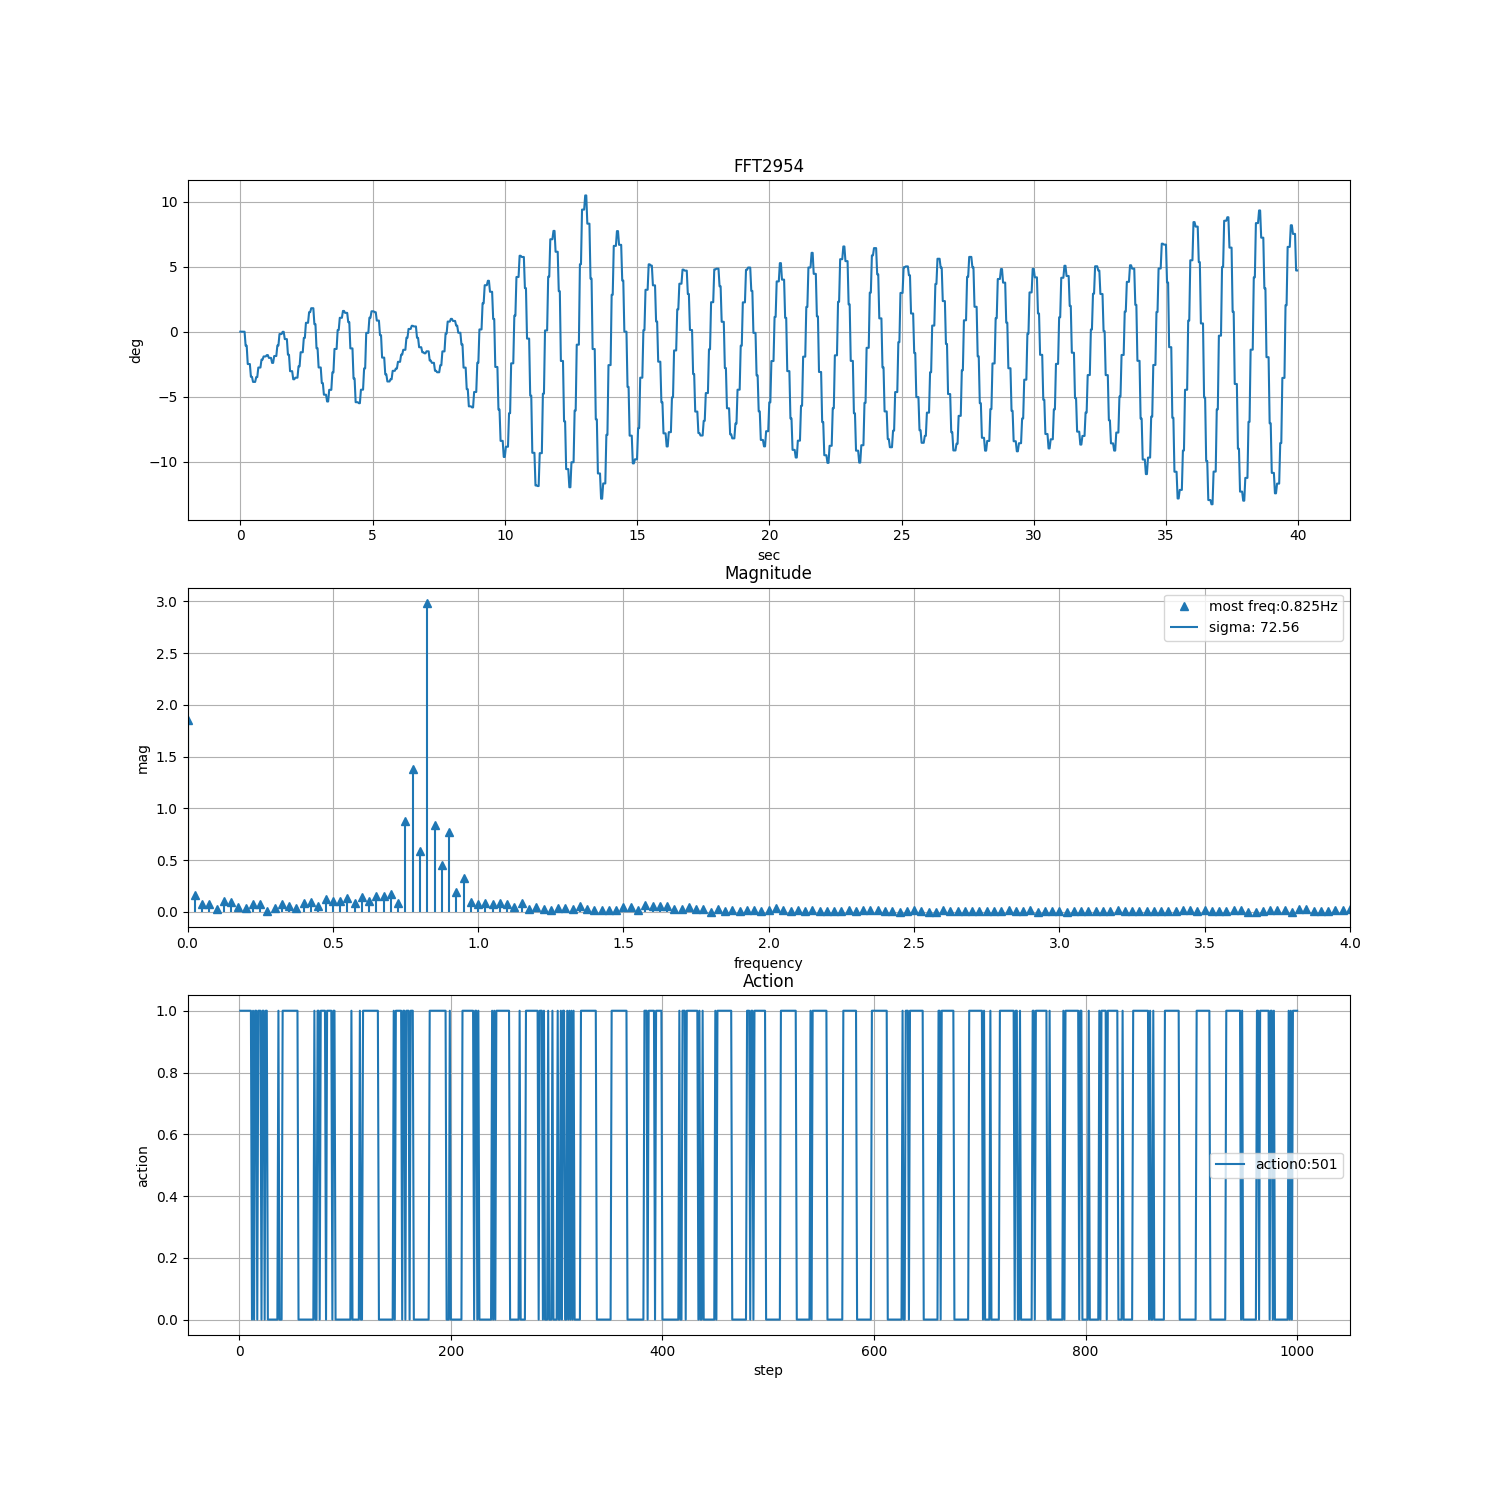 FFT2954
10
5
0
−5
−10
deg
0 5 10 15 20 25 30 35 40
sec
Magnitude
3.0
2.5
2.0
1.5
1.0
0.5
0.0
mag
most freq:0.825Hz
sigma: 72.56
0.0 0.5 1.0 1.5 2.0 2.5 3.0 3.5 4.0
frequency
Action
1.0
0.8
0.6
0.4
0.2
0.0
action
action0:501
0 200 400 600 800 1000
step